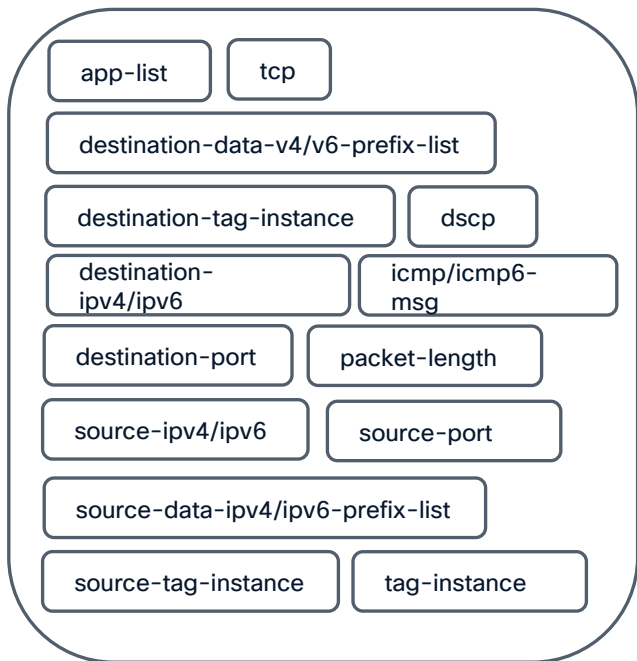 app-list
tcp
destination-data-v4/v6-prefix-list
destination-tag-instance
dscp
destination-
ipv4/ipv6
icmp/icmp6-
msg
destination-port
packet-length
source-ipv4/ipv6
source-port
source-data-ipv4/ipv6-prefix-list
source-tag-instance
tag-instance